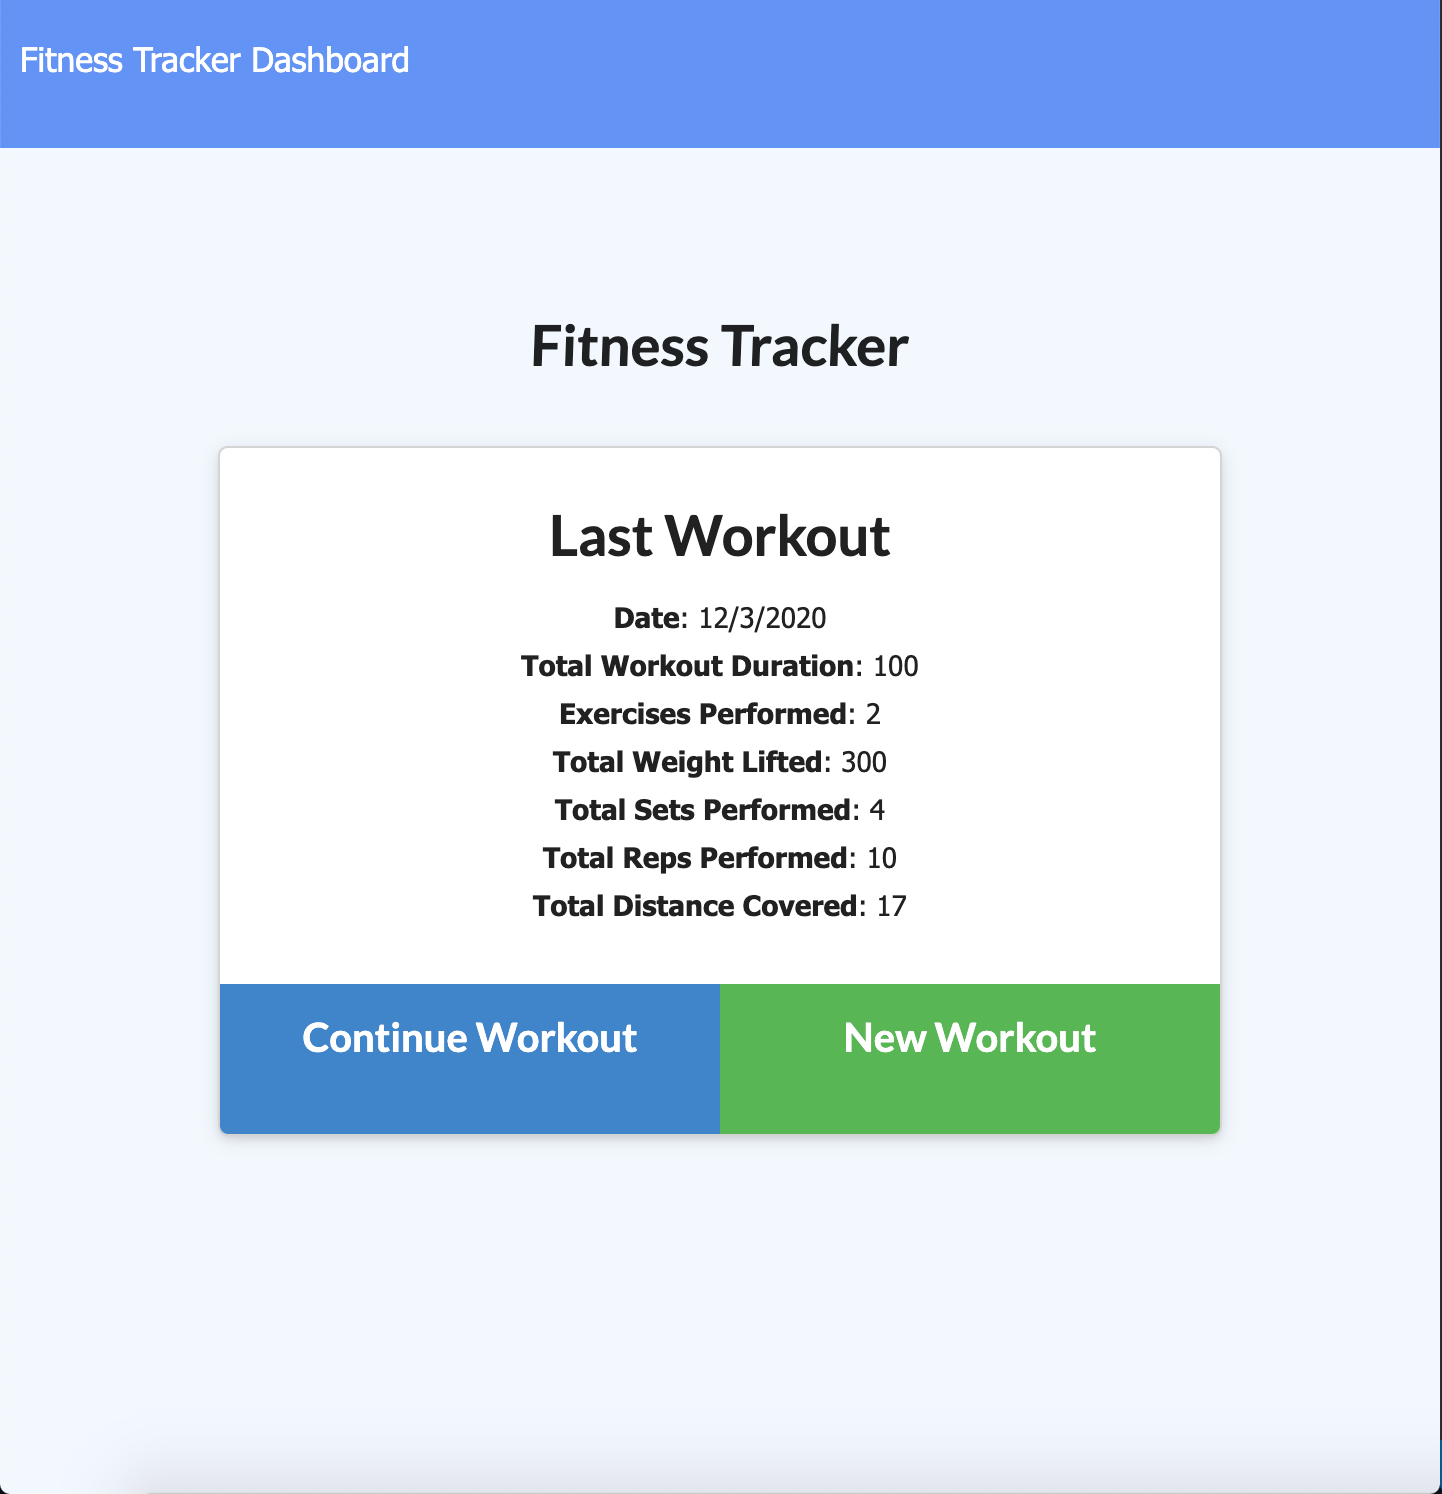 Fitness Tracker Dashboard
Fitness Tracker
Last Workout
Date: 12/3/2020
Total Workout Duration: 100
Exercises Performed: 2
Total Weight Lifted: 300
Total Sets Performed: 4
Total Reps Performed: 10
Total Distance Covered: 17
Continue Workout
New Workout